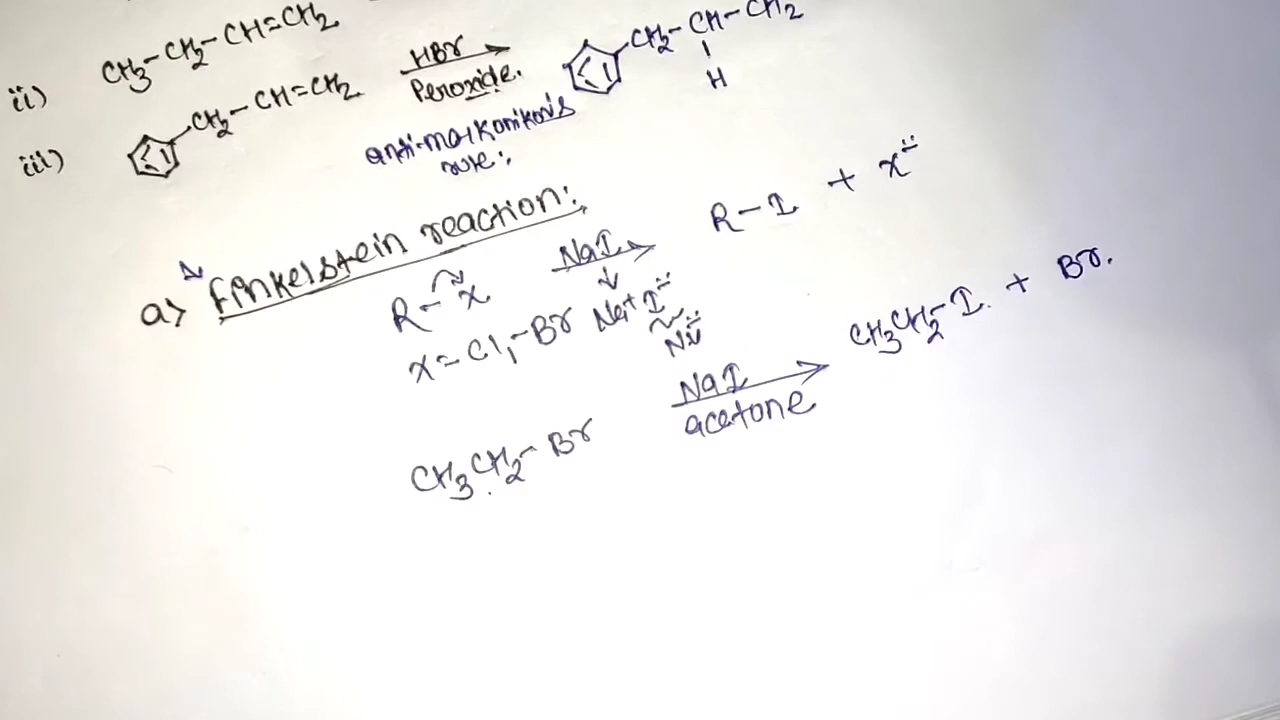 ii) CH3-CH2-CH=CH2
iii) CH2-CH=CH2 HBr Peroxide. CH2-CH-CH2
H
anti-markonikov's
rule:
a) Finkelstein reaction:
R-X NaI R-I + X⁻
X=Cl,-Br Na+ I⁻
Nu
CH3CH2-Br NaI acetone CH3CH2-I. + Br.